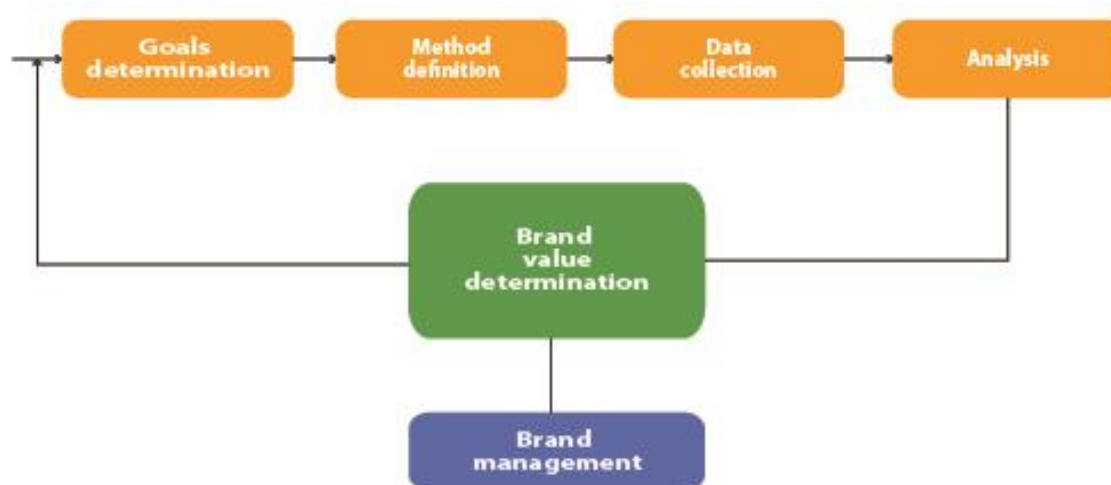 Goals
determination
Method
definition
Data
collection
Analysis
Brand
value
determination
Brand
management